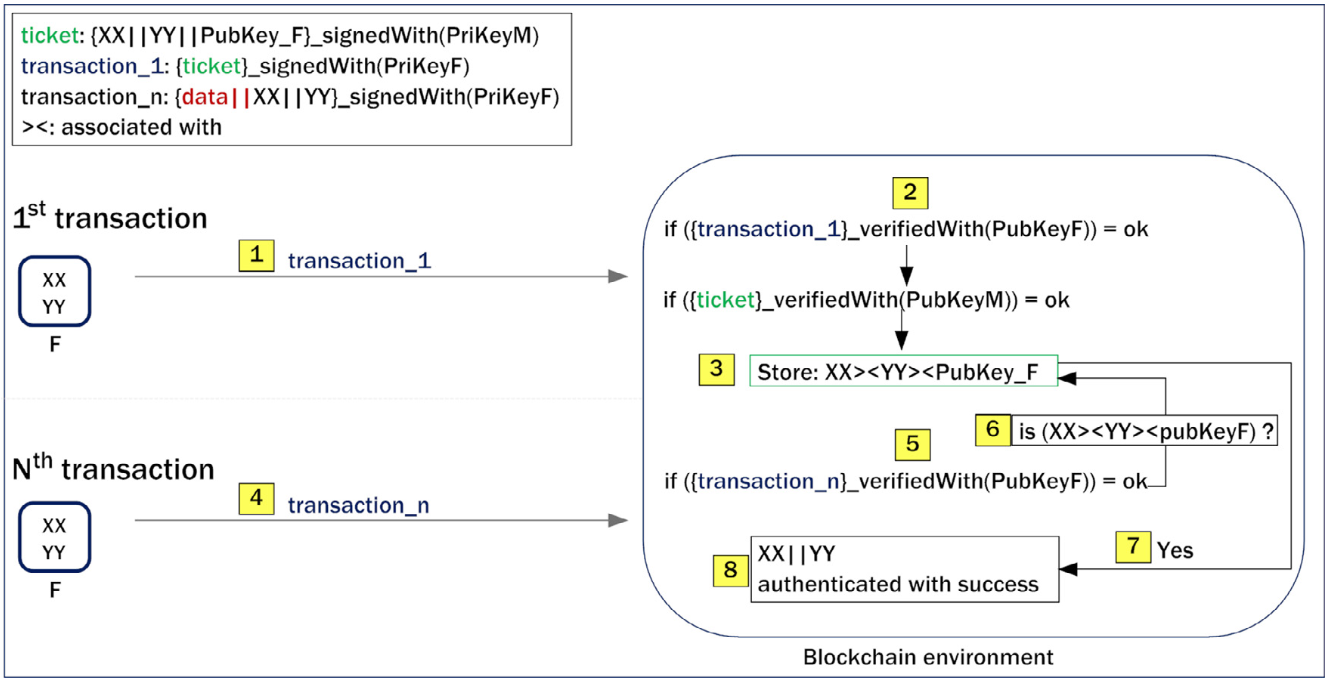 ticket: {XX||YY||PubKey_F}_signedWith(PriKeyM)
transaction_1: {ticket}_signedWith(PriKeyF)
transaction_n: {data||XX||YY}_signedWith(PriKeyF)
><: associated with
1st transaction
XX
YY
F
1
transaction_1
2
if ({transaction_1}_verifiedWith(PubKeyF)) = ok
if ({ticket}_verifiedWith(PubKeyM)) = ok
3
Store: XX><YY><PubKey_F
6
is (XX><YY><pubKeyF) ?
Nth transaction
XX
YY
F
4
transaction_n
5
if ({transaction_n}_verifiedWith(PubKeyF)) = ok
7
Yes
8
XX||YY
authenticated with success
Blockchain environment